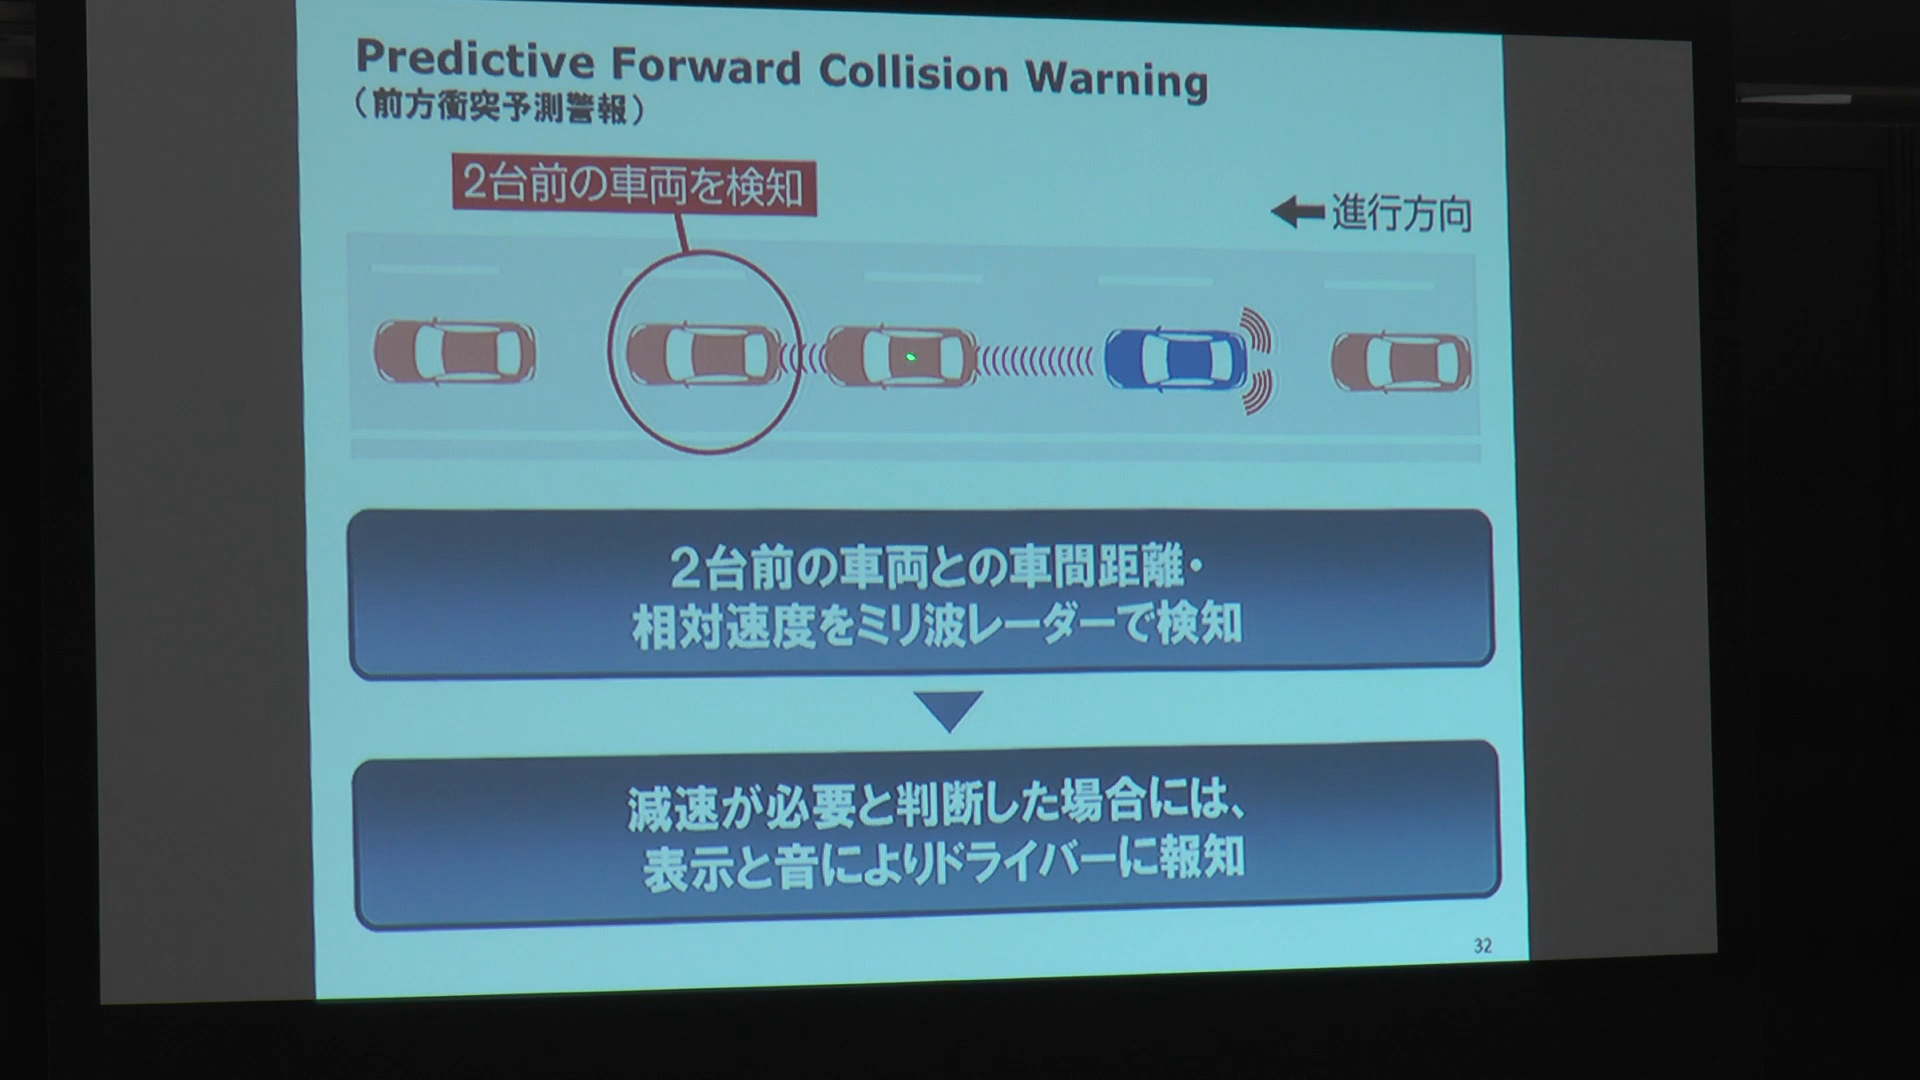 Predictive Forward Collision Warning
（前方衝突予測警報）
2台前の車両を検知
進行方向
2台前の車両との車間距離・
相対速度をミリ波レーダーで検知
減速が必要と判断した場合には、
表示と音によりドライバーに報知
32